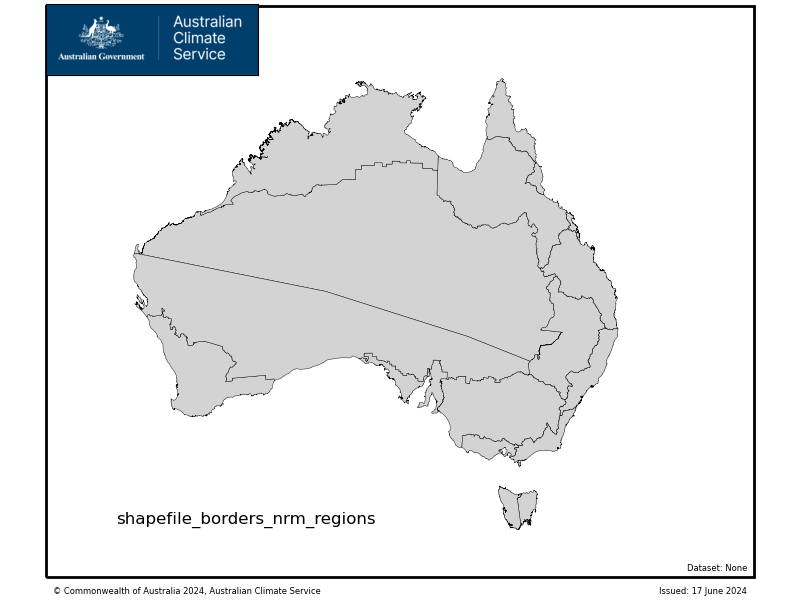 Australian Government
Australian
Climate
Service
shapefile_borders_nrm_regions
Dataset: None
© Commonwealth of Australia 2024, Australian Climate Service
Issued: 17 June 2024